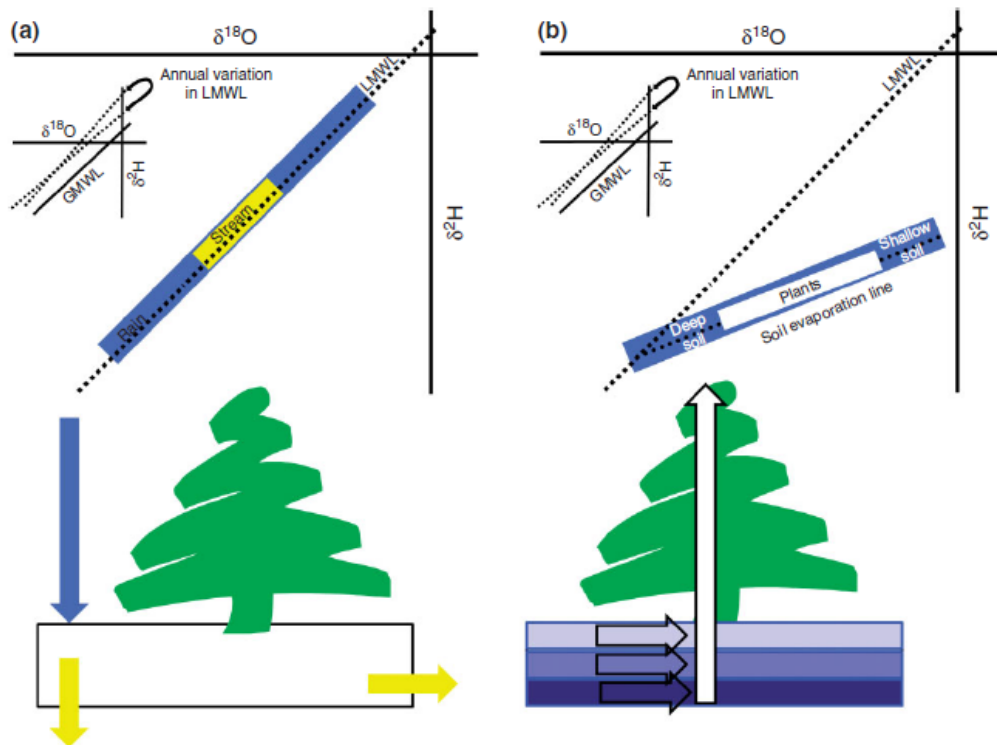 (a)
δ18O
LMWL
Annual variation
in LMWL
δ18O
GMWL
δ2H
Stream
Rain
δ2H
(b)
δ18O
LMWL
Annual variation
in LMWL
δ18O
GMWL
δ2H
δ2H
Shallow
soil
Plants
Deep
soil
Soil evaporation line